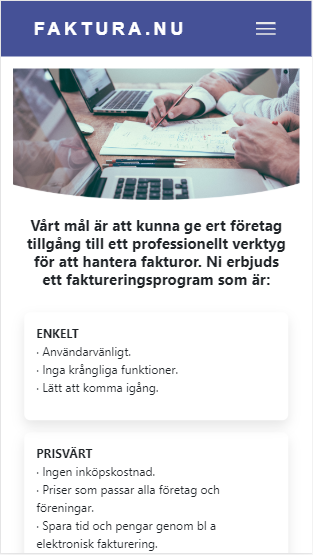 FAKTURA.NU
Vårt mål är att kunna ge ert företag
tillgång till ett professionellt verktyg
för att hantera fakturor. Ni erbjuds
ett faktureringsprogram som är:
ENKELT
· Användarvänligt.
· Inga krångliga funktioner.
· Lätt att komma igång.
PRISVÄRT
· Ingen inköpskostnad.
· Priser som passar alla företag och
föreningar.
· Spara tid och pengar genom bl a
elektronisk fakturering.